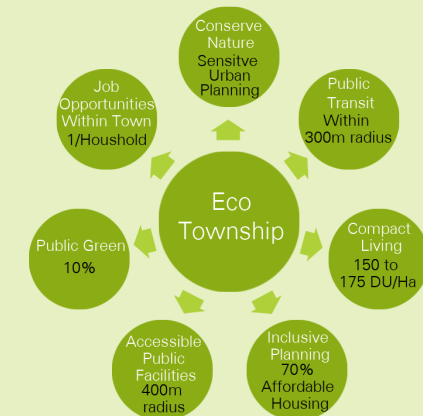 Conserve
Nature
Sensitve
Urban
Planning
Public
Transit
Within
300m radius
Compact
Living
150 to
175 DU/Ha
Inclusive
Planning
70%
Affordable
Housing
Accessible
Public
Facilities
400m
radius
Public Green
10%
Job
Opportunities
Within Town
1/Houshold
Eco
Township